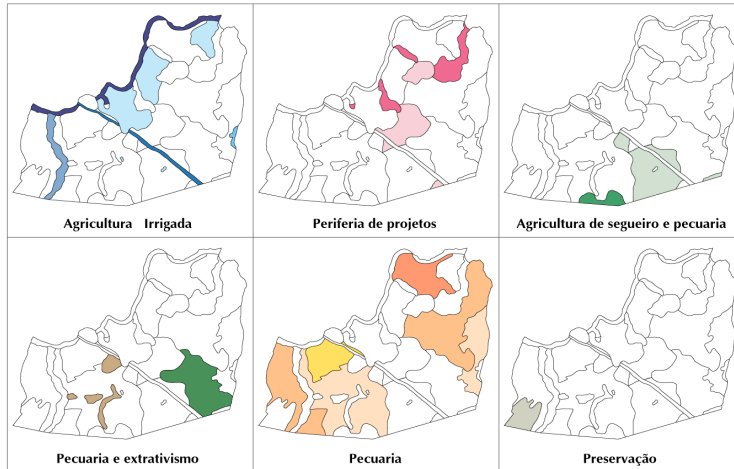 Agricultura Irrigada
Periferia de projetos
Agricultura de segueiro e pecuaria
Pecuaria e extrativismo
Pecuaria
Preservação